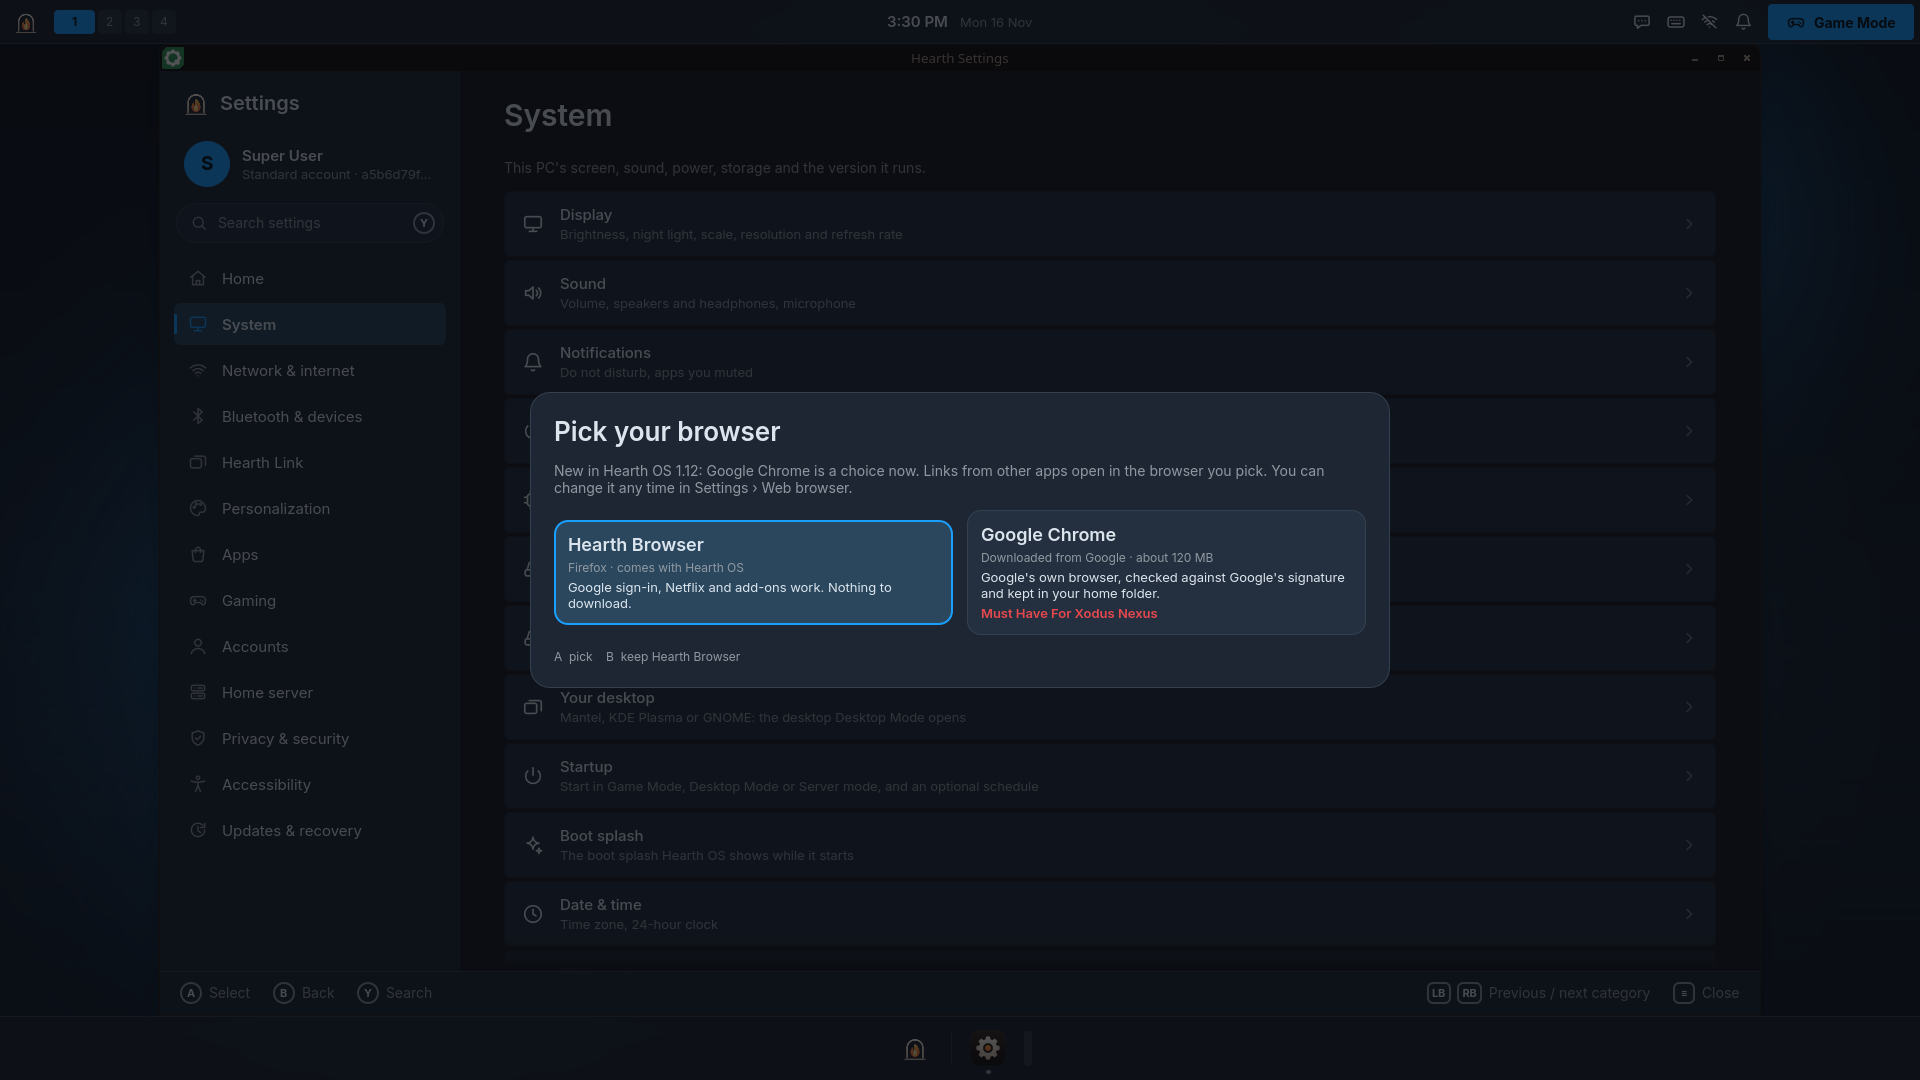 1 2 3 4
3:30 PM Mon 16 Nov
Game Mode
Hearth Settings
Settings
S
Super User
Standard account · a5b6d79f...
Search settings Y
Home
System
Network & internet
Bluetooth & devices
Hearth Link
Personalization
Apps
Gaming
Accounts
Home server
Privacy & security
Accessibility
Updates & recovery
System
This PC's screen, sound, power, storage and the version it runs.
Display
Brightness, night light, scale, resolution and refresh rate
Sound
Volume, speakers and headphones, microphone
Notifications
Do not disturb, apps you muted
Pick your browser
New in Hearth OS 1.12: Google Chrome is a choice now. Links from other apps open in the browser you pick. You can
change it any time in Settings › Web browser.
Hearth Browser
Firefox · comes with Hearth OS
Google sign-in, Netflix and add-ons work. Nothing to
download.
Google Chrome
Downloaded from Google · about 120 MB
Google's own browser, checked against Google's signature
and kept in your home folder.
Must Have For Xodus Nexus
A pick B keep Hearth Browser
Your desktop
Mantel, KDE Plasma or GNOME: the desktop Desktop Mode opens
Startup
Start in Game Mode, Desktop Mode or Server mode, and an optional schedule
Boot splash
The boot splash Hearth OS shows while it starts
Date & time
Time zone, 24-hour clock
A Select B Back Y Search
LB RB Previous / next category Close